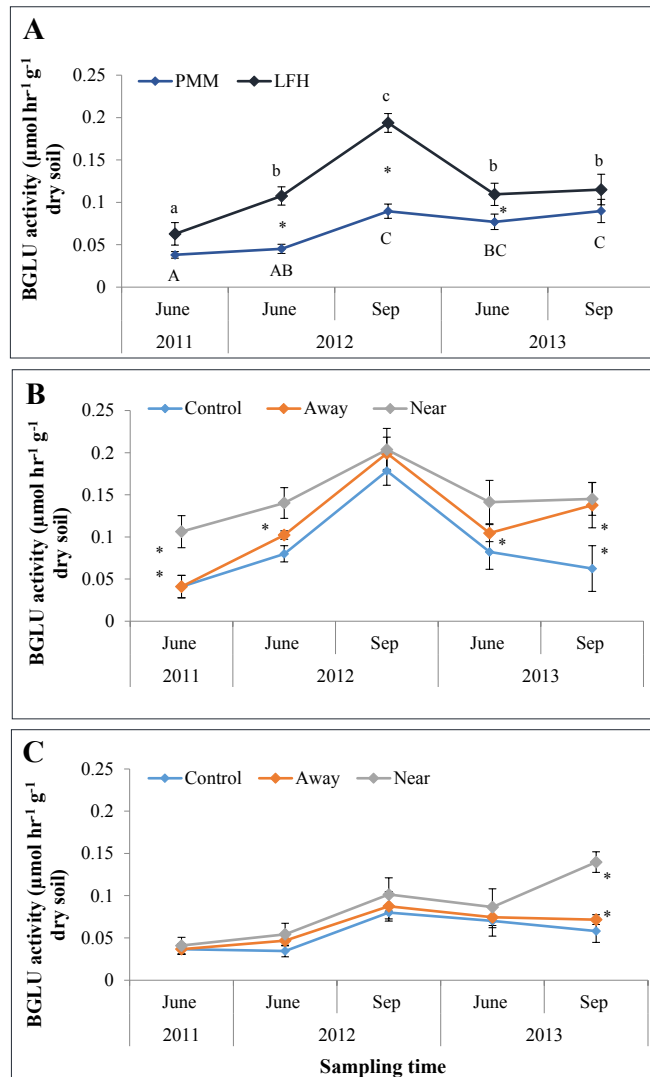 A
PMM LFH
BGLU activity (µmol hr⁻¹ g⁻¹
dry soil)
0.25
0.2
0.15
0.1
0.05
0
a b c b b
* * *
A AB C BC C
June June Sep June Sep
2011 2012 2013
B
Control Away Near
BGLU activity (µmol hr⁻¹ g⁻¹
dry soil)
0.25
0.2
0.15
0.1
0.05
0
* * * *
* *
June June Sep June Sep
2011 2012 2013
C
Control Away Near
BGLU activity (µmol hr⁻¹ g⁻¹
dry soil)
0.25
0.2
0.15
0.1
0.05
0
*
*
June June Sep June Sep
2011 2012 2013
Sampling time